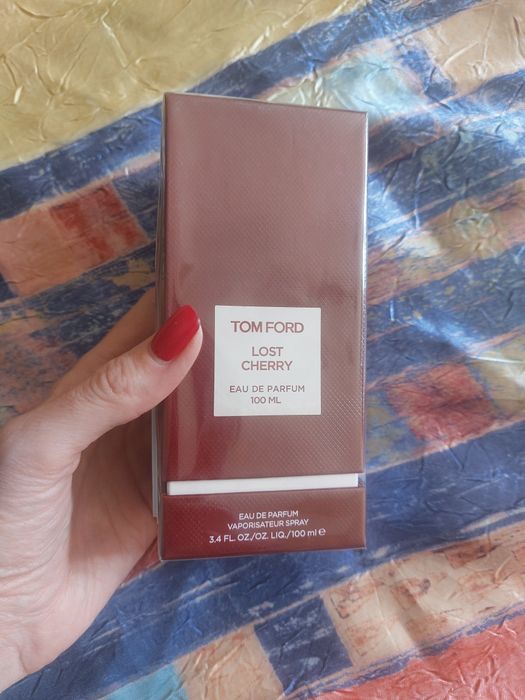 TOM FORD
LOST
CHERRY
EAU DE PARFUM
100 ML
EAU DE PARFUM
VAPORISATEUR SPRAY
3.4 FL. OZ./OZ. LIQ./100 ml ℮